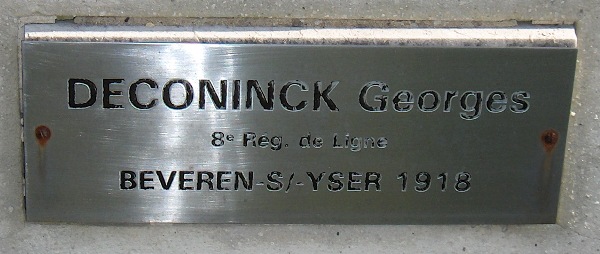 DECONINCK Georges
8e Reg. de Ligne
BEVEREN-S/-YSER 1918